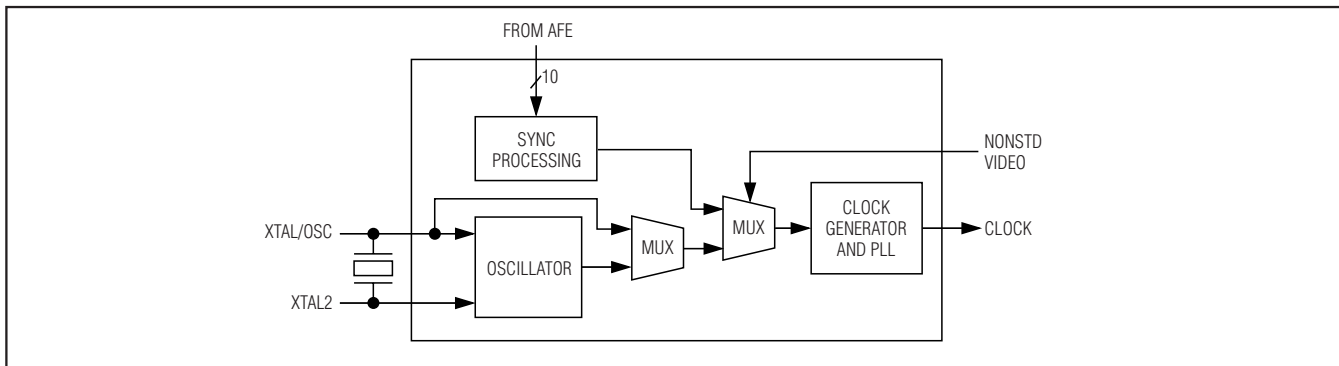 FROM AFE
10
SYNC
PROCESSING
NONSTD
VIDEO
XTAL/OSC
OSCILLATOR
MUX
MUX
CLOCK
GENERATOR
AND PLL
CLOCK
XTAL2